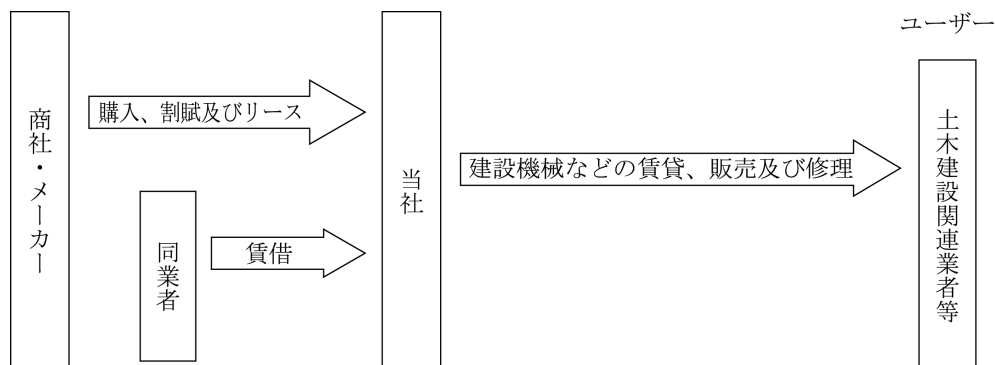 ユーザー
商社・メーカー
購入、割賦及びリース
同業者
賃借
当社
建設機械などの賃貸、販売及び修理
土木建設関連業者等